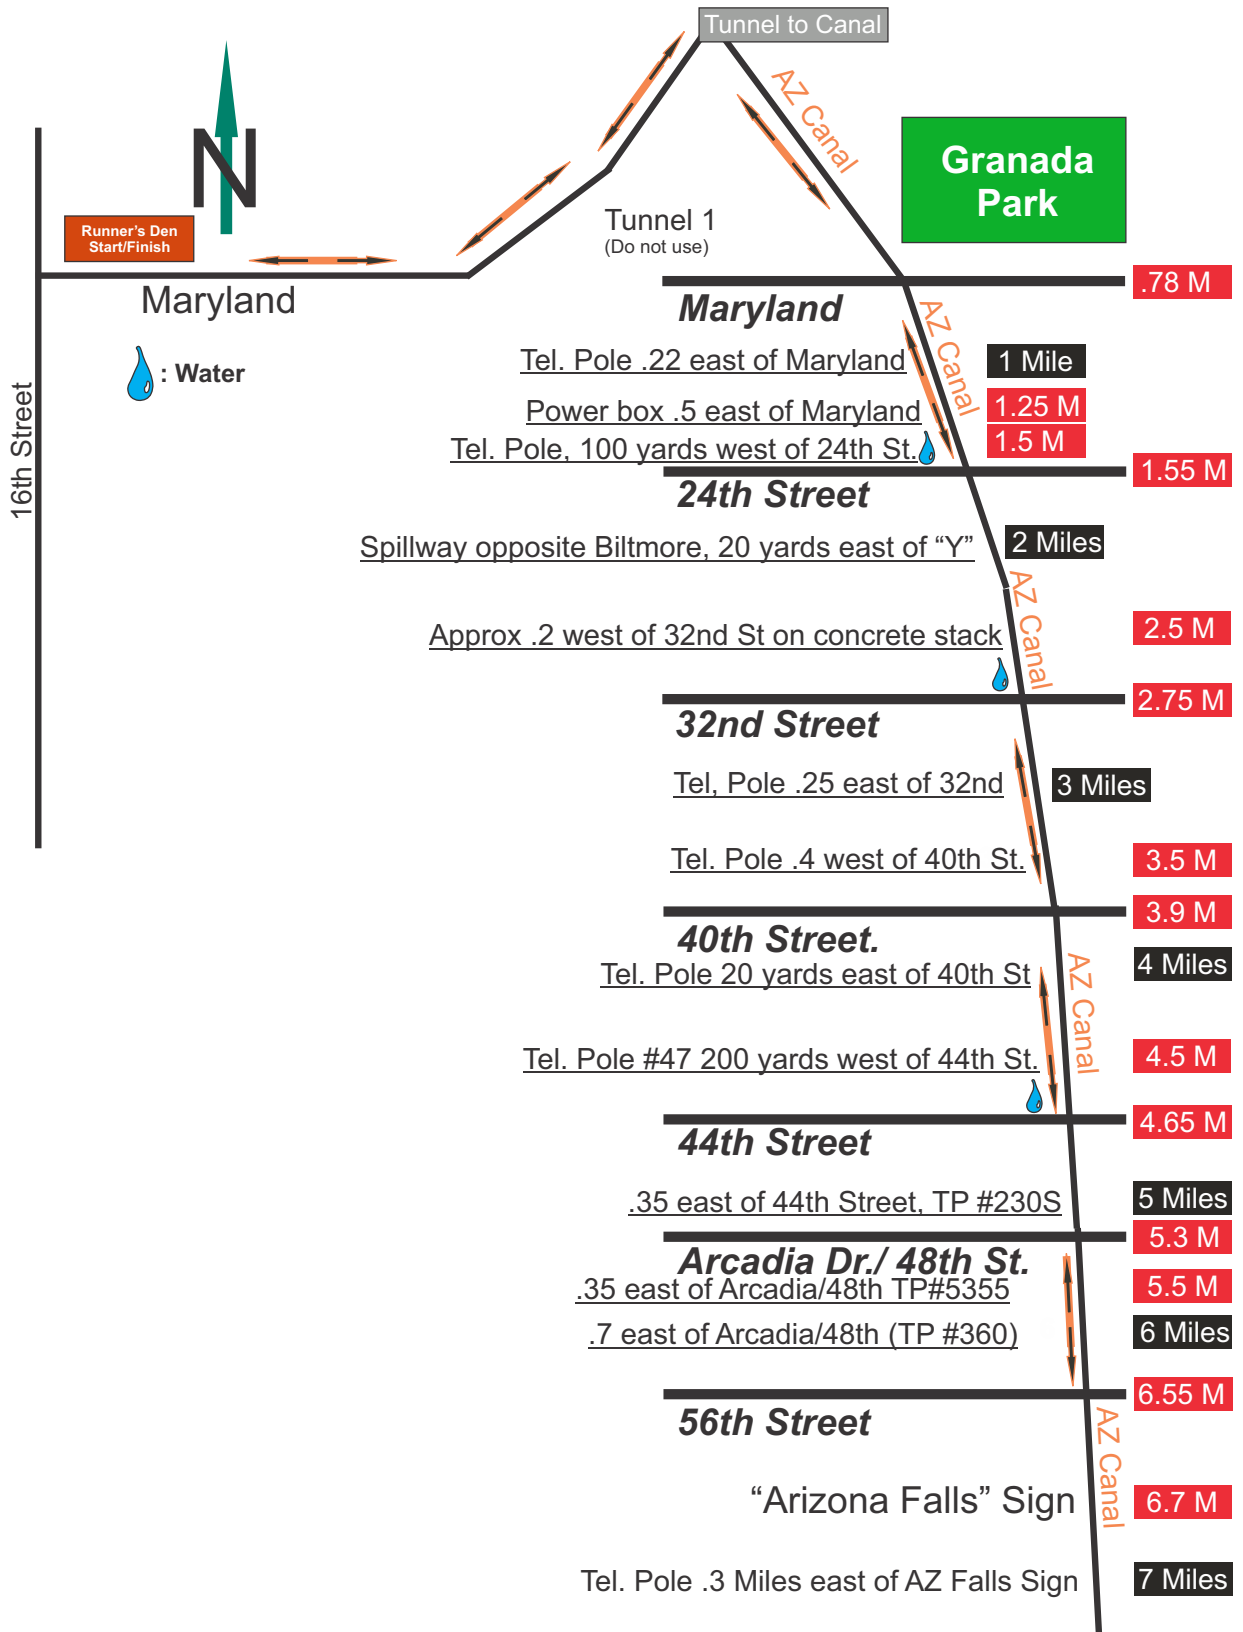 Tunnel to Canal
AZ Canal
N
Granada
Park
Runner's Den
Start/Finish
Tunnel 1
(Do not use)
Maryland
.78 M
Maryland
AZ Canal
Tel. Pole .22 east of Maryland
1 Mile
: Water
16th Street
Power box .5 east of Maryland
1.25 M
Tel. Pole, 100 yards west of 24th St.
1.5 M
1.55 M
24th Street
Spillway opposite Biltmore, 20 yards east of “Y”
2 Miles
AZ Canal
Approx .2 west of 32nd St on concrete stack
2.5 M
2.75 M
32nd Street
Tel, Pole .25 east of 32nd
3 Miles
Tel. Pole .4 west of 40th St.
3.5 M
3.9 M
40th Street.
4 Miles
Tel. Pole 20 yards east of 40th St
AZ Canal
Tel. Pole #47 200 yards west of 44th St.
4.5 M
4.65 M
44th Street
.35 east of 44th Street, TP #230S
5 Miles
5.3 M
Arcadia Dr./ 48th St.
.35 east of Arcadia/48th TP#5355
5.5 M
.7 east of Arcadia/48th (TP #360)
6 Miles
6.55 M
56th Street
AZ Canal
“Arizona Falls” Sign
6.7 M
Tel. Pole .3 Miles east of AZ Falls Sign
7 Miles